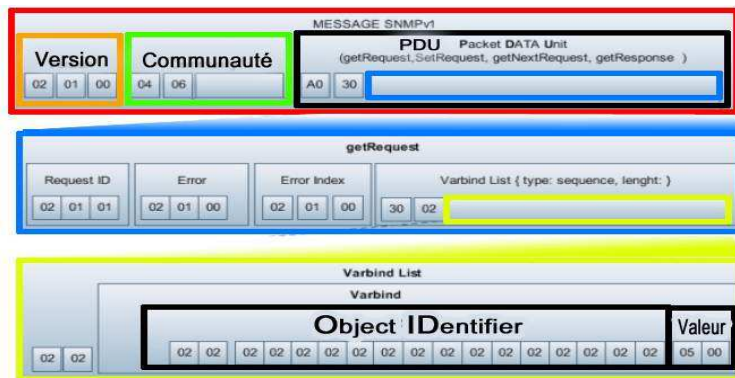 MESSAGE SNMPv1
Version
Communauté
PDU Packet DATA Unit
(getRequest,SetRequest, getNextRequest, getResponse )
02 01 00
04 06
A0 30
getRequest
Request ID
Error
Error Index
Varbind List { type: sequence, lenght: }
02 01 01
02 01 00
02 01 00
30 02
Varbind List
Varbind
Object IDentifier
Valeur
02 02
02 02 02 02 02 02 02 02 02 02 02 02 02 02 02 02 02
05 00